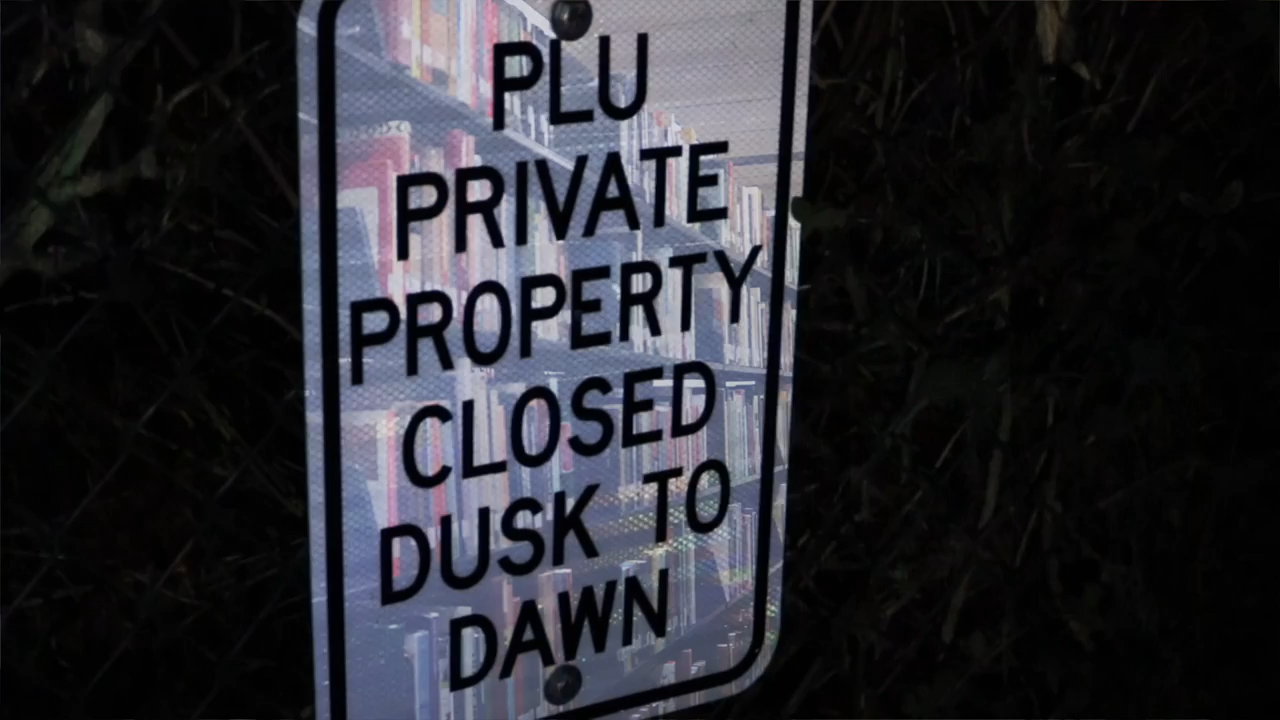 PLU
PRIVATE
PROPERTY
CLOSED
DUSK TO
DAWN